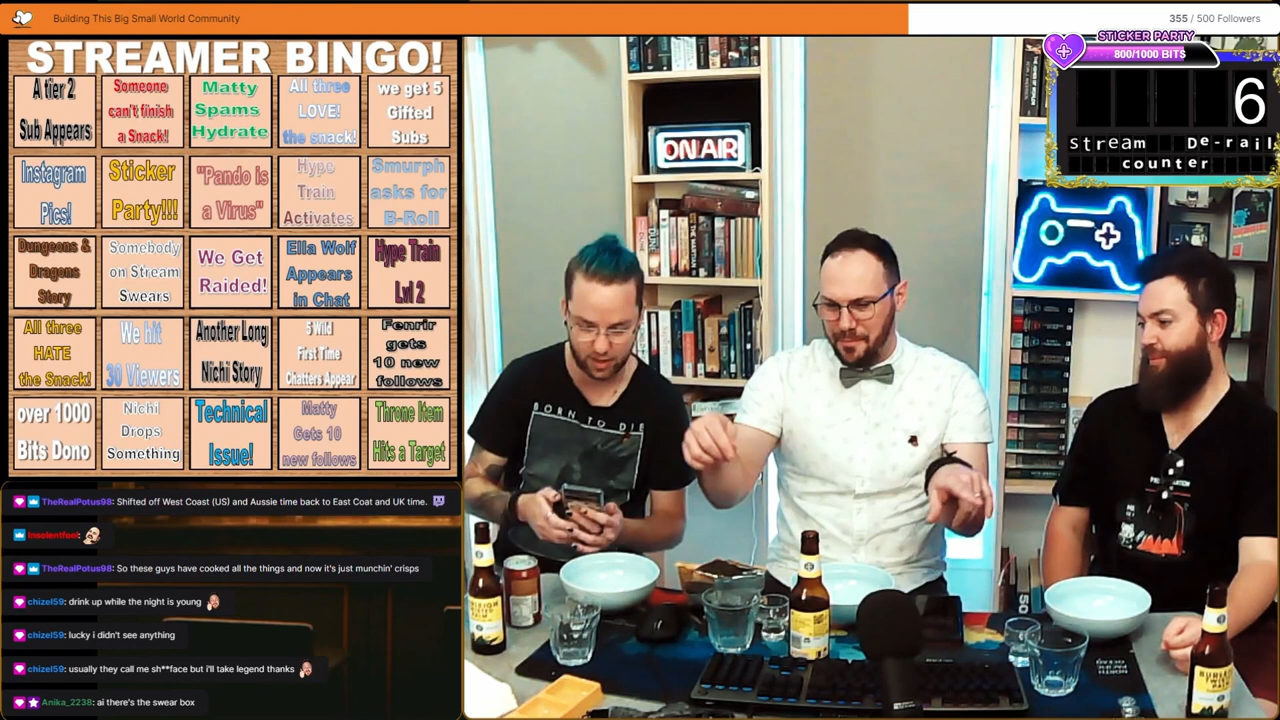 Building This Big Small World Community
355 / 500 Followers
STICKER PARTY
800/1000 BITS
6
stream De-rail
counter
STREAMER BINGO!
A tier 2
Sub Appears
Someone
can't finish
a Snack!
Matty
Spams
Hydrate
All three
LOVE!
the snack!
we get 5
Gifted
Subs
Instagram
Pics!
Sticker
Party!!!
"Pando is
a Virus"
Hype
Train
Activates
Smurph
asks for
B-Roll
Dungeons &
Dragons
Story
Somebody
on Stream
Swears
We Get
Raided!
Ella Wolf
Appears
in Chat
Hype Train
Lvl 2
All three
HATE
the Snack!
We hit
30 Viewers
Another Long
Nichi Story
5 Wild
First Time
Chatters Appear
Fenrir
gets
10 new
follows
over 1000
Bits Dono
Nichi
Drops
Something
Technical
Issue!
Matty
Gets 10
new follows
Throne Item
Hits a Target
TheRealPotus98: Shifted off West Coast (US) and Aussie time back to East Coat and UK time.
Insolentfool:
TheRealPotus98: So these guys have cooked all the things and now it's just munchin' crisps
chizel59: drink up while the night is young
chizel59: lucky i didn't see anything
chizel59: usually they call me sh**face but i'll take legend thanks
Anika_2238: ai there's the swear box
ON AIR
BORN TO DIE
DUNE
THE MARTIAN